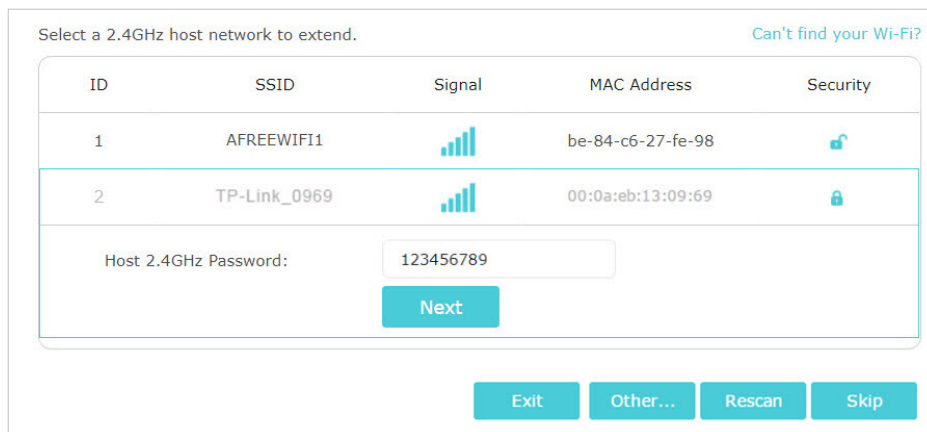 Select a 2.4GHz host network to extend. Can't find your Wi-Fi?
ID SSID Signal MAC Address Security
1 AFREEWIFI1 be-84-c6-27-fe-98
2 TP-Link_0969 00:0a:eb:13:09:69
Host 2.4GHz Password: 123456789
Next
Exit Other... Rescan Skip